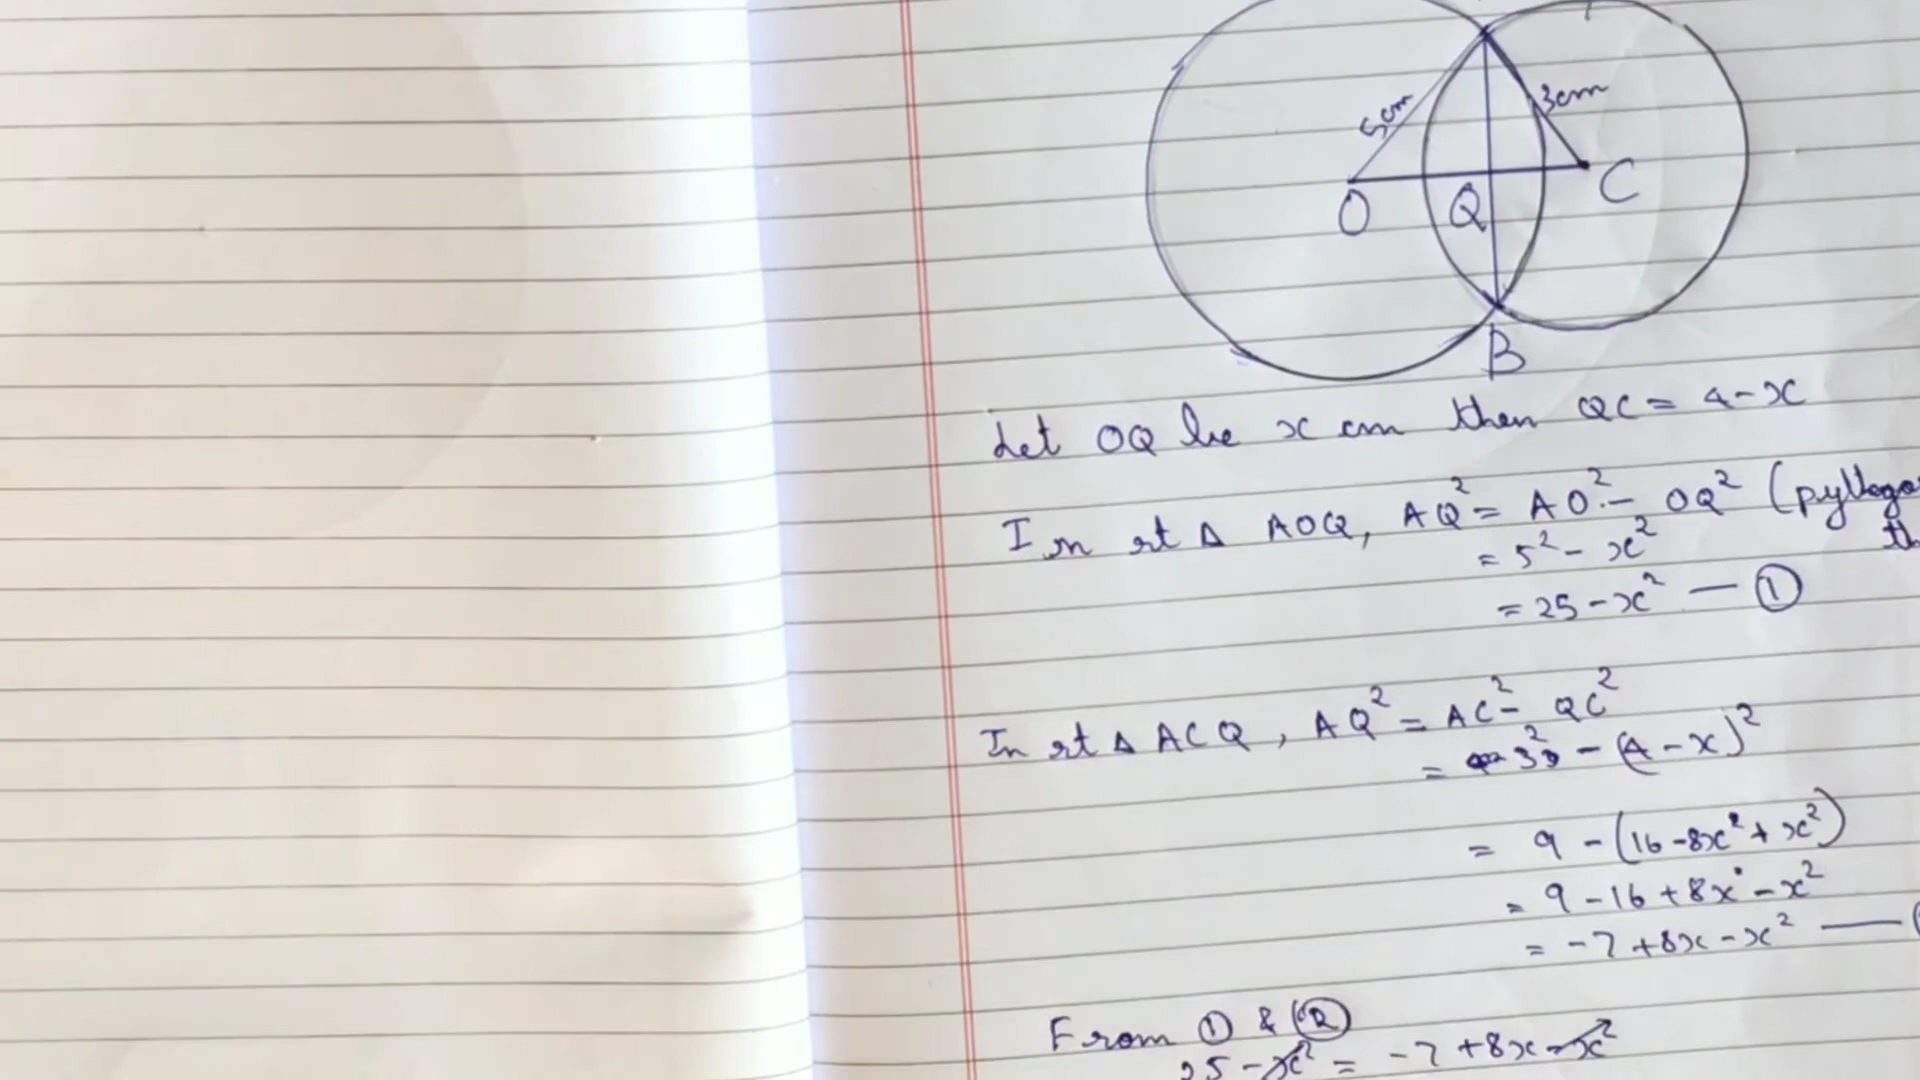 5cm
3cm
O
Q
C
B
Let OQ be x cm then QC = 4-x
In rt Δ AOQ, AQ² = AO² - OQ² (pythago
th
= 5² - x²
= 25 - x² — ①
In rt Δ ACQ, AQ² = AC² - QC²
= 3² - (4-x)²
= 9 - (16-8x²+x²)
= 9 - 16 + 8x - x²
= -7 + 8x - x² —
From ① & ②
25 - x² = -7 + 8x - x²